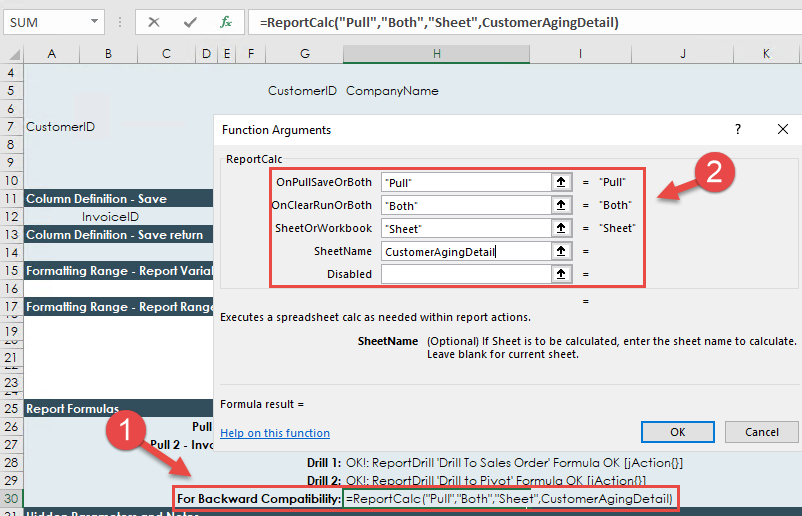 SUM
fx
=ReportCalc("Pull","Both","Sheet",CustomerAgingDetail)
A B C D E F G H I J K
4
5 CustomerID CompanyName
6
7 CustomerID
8
9
10
11 Column Definition - Save
12 InvoiceID
13 Column Definition - Save return
14
15 Formatting Range - Report Varial
16
17 Formatting Range - Report Range
19
21
23
25 Report Formulas
26 Pull
27 Pull 2 - Invo
28 Drill 1: OK!: ReportDrill 'Drill To Sales Order' Formula OK [jAction{}]
29 Drill 2: OK!: ReportDrill 'Drill to Pivot' Formula OK [jAction{}]
30 For Backward Compatibility: =ReportCalc("Pull","Both","Sheet",CustomerAgingDetail)
31 Hidden Parameters and Notes
1
2
Function Arguments
?
ReportCalc
OnPullSaveOrBoth "Pull" = "Pull"
OnClearRunOrBoth "Both" = "Both"
SheetOrWorkbook "Sheet" = "Sheet"
SheetName CustomerAgingDetail =
Disabled =
=
Executes a spreadsheet calc as needed within report actions.
SheetName (Optional) If Sheet is to be calculated, enter the sheet name to calculate.
Leave blank for current sheet.
Formula result =
Help on this function
OK
Cancel